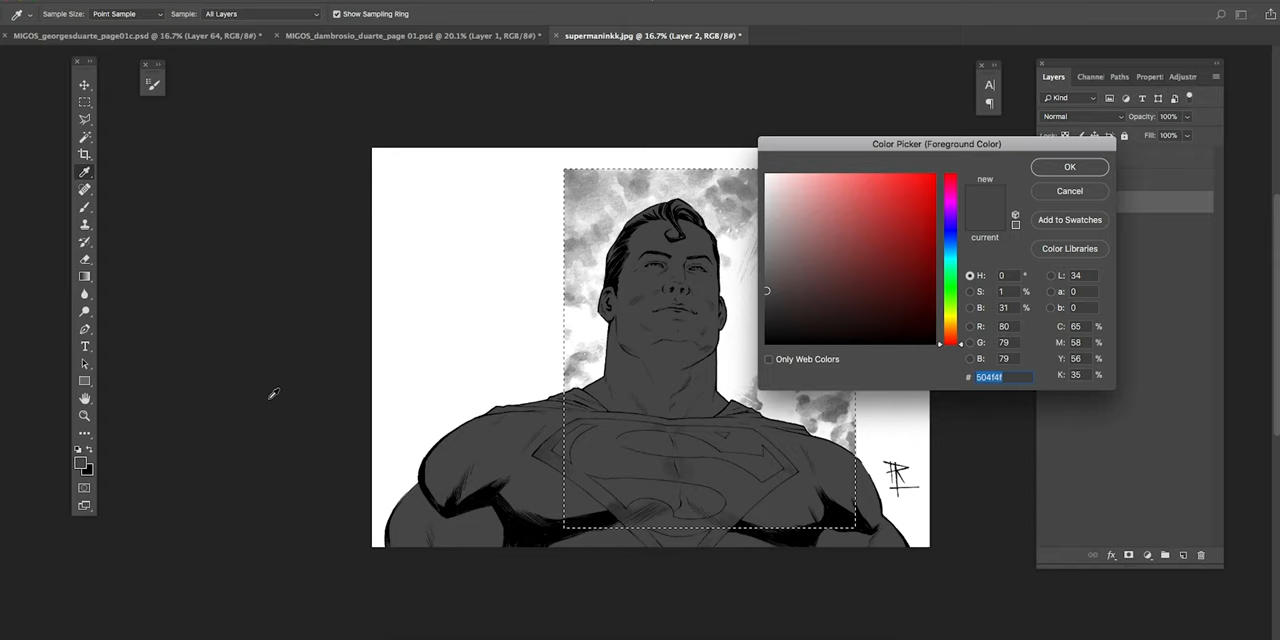 Sample Size: Point Sample Sample: All Layers Show Sampling Ring
MIGOS_georgesduarte_page01c.psd @ 16.7% (Layer 64, RGB/8#) * MIGOS_dambrosio_duarte_page 01.psd @ 20.1% (Layer 1, RGB/8#) * supermaninkk.jpg @ 16.7% (Layer 2, RGB/8#) *
Layers Channe Paths Properti Adjustm
Kind
Normal Opacity: 100%
Fill: 100%
Color Picker (Foreground Color)
new
current
OK
Cancel
Add to Swatches
Color Libraries
H: 0 ° L: 34
S: 1 % a: 0
B: 31 % b: 0
R: 80 C: 65 %
G: 79 M: 58 %
B: 79 Y: 56 %
# 504f4f K: 35 %
Only Web Colors